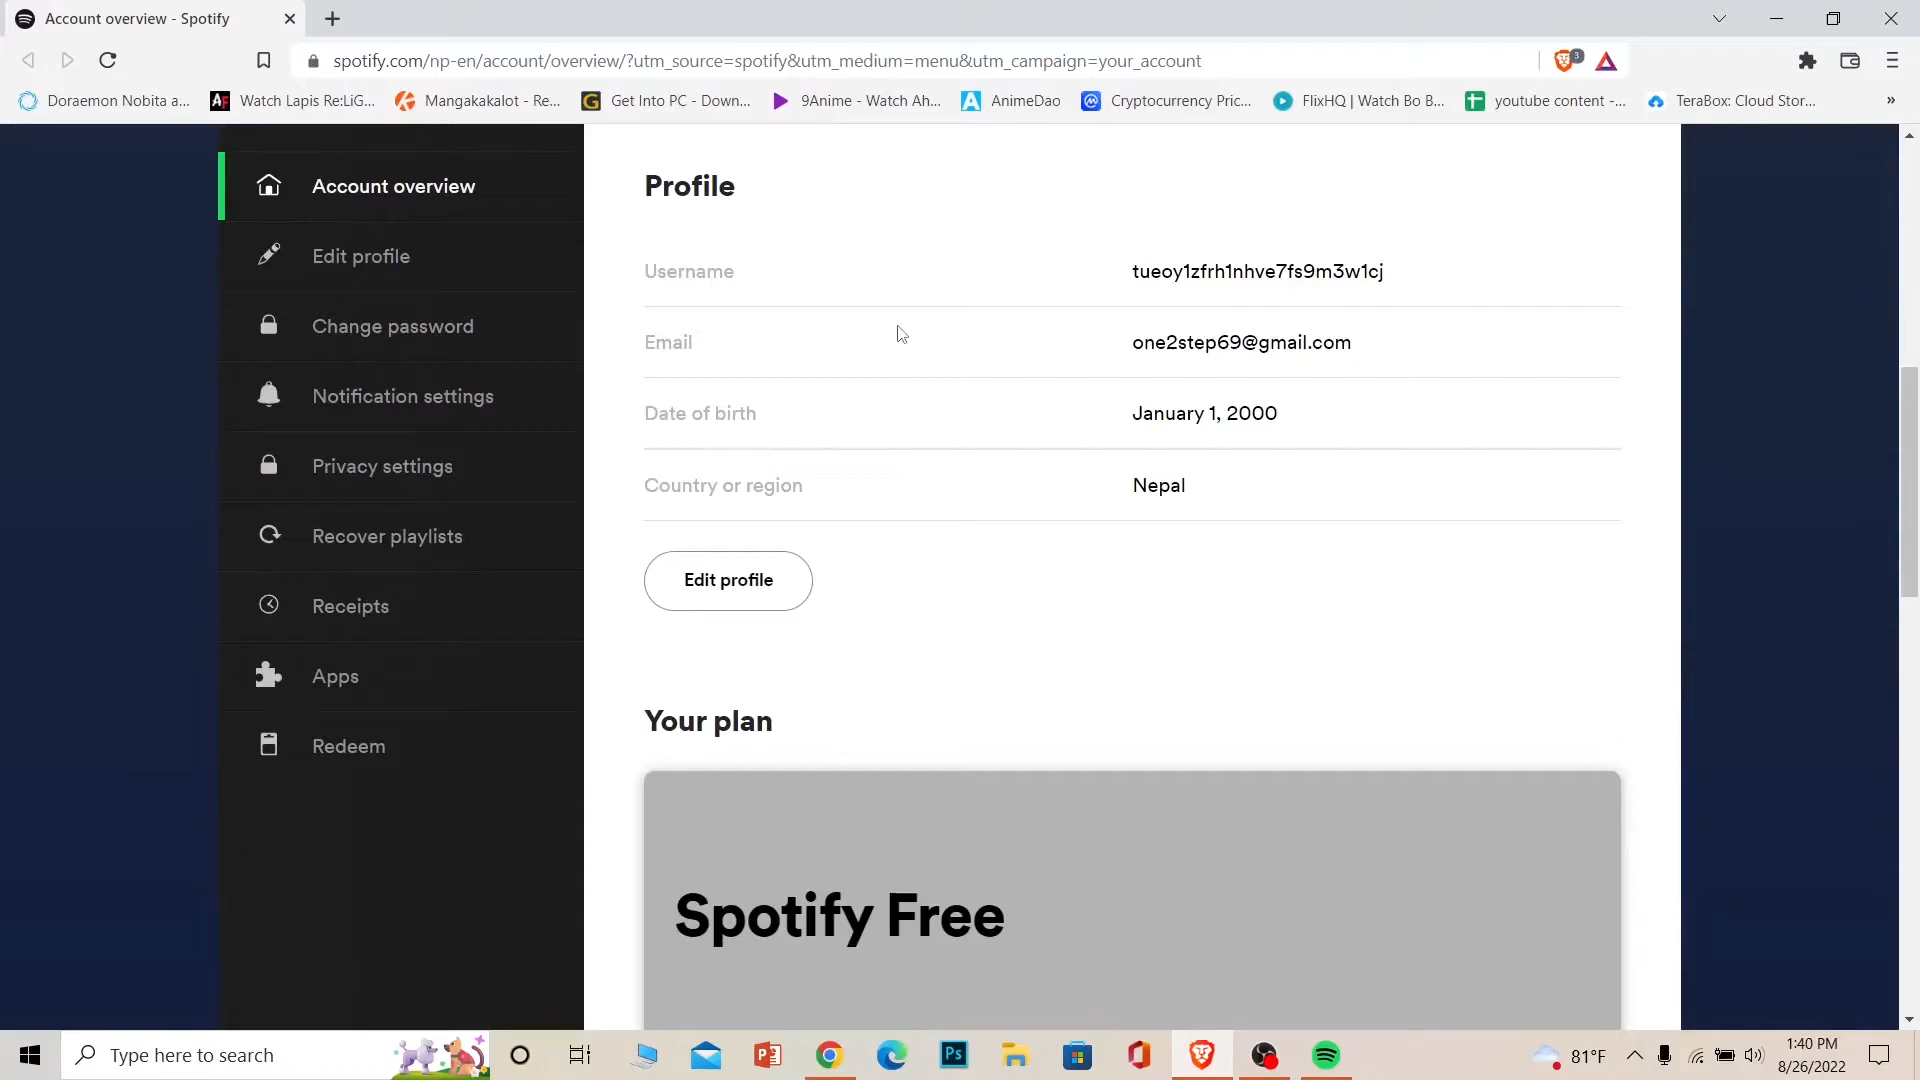 Account overview - Spotify
spotify.com/np-en/account/overview/?utm_source=spotify&utm_medium=menu&utm_campaign=your_account
3
Doraemon Nobita a...
AF Watch Lapis Re:LiG...
Mangakakalot - Re...
G Get Into PC - Down...
9Anime - Watch Ah...
A AnimeDao
Cryptocurrency Pric...
FlixHQ | Watch Bo B...
youtube content -...
TeraBox: Cloud Stor...
»
Account overview
Edit profile
Change password
Notification settings
Privacy settings
Recover playlists
Receipts
Apps
Redeem
Profile
Username tueoy1zfrh1nhve7fs9m3w1cj
Email one2step69@gmail.com
Date of birth January 1, 2000
Country or region Nepal
Edit profile
Your plan
Spotify Free
Type here to search
Ps
81°F
1:40 PM
8/26/2022